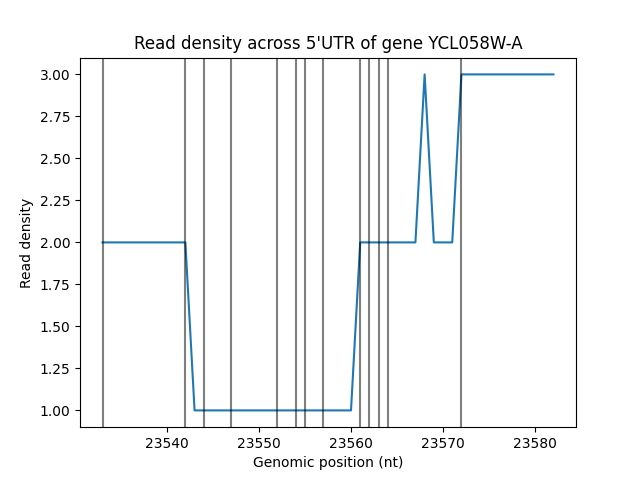 Read density across 5'UTR of gene YCL058W-A
3.00
2.75
2.50
2.25
2.00
1.75
1.50
1.25
1.00
Read density
23540 23550 23560 23570 23580
Genomic position (nt)